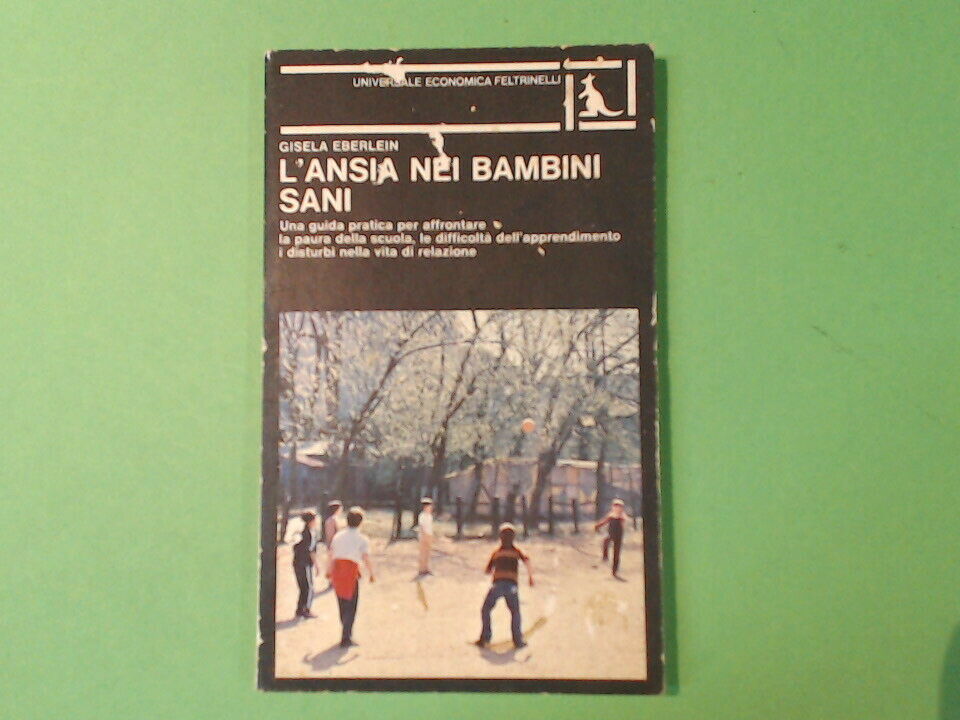 UNIVERSALE ECONOMICA FELTRINELLI
GISELA EBERLEIN
L'ANSIA NEI BAMBINI
SANI
Una guida pratica per affrontare
la paura della scuola, le difficoltà dell'apprendimento
i disturbi nella vita di relazione